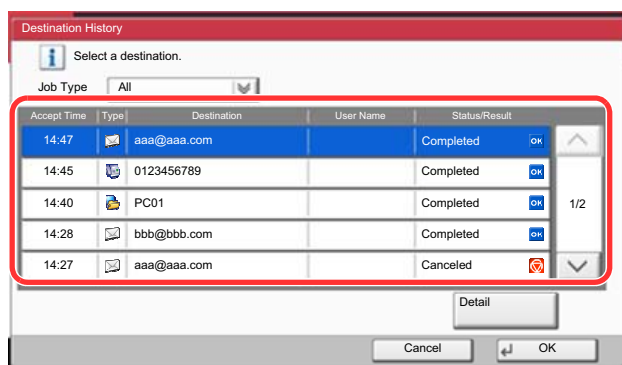 Destination History
Select a destination.
Job Type All
Accept Time Type Destination User Name Status/Result
14:47 aaa@aaa.com Completed OK
14:45 0123456789 Completed OK
14:40 PC01 Completed OK
1/2
14:28 bbb@bbb.com Completed OK
14:27 aaa@aaa.com Canceled
Detail
Cancel OK